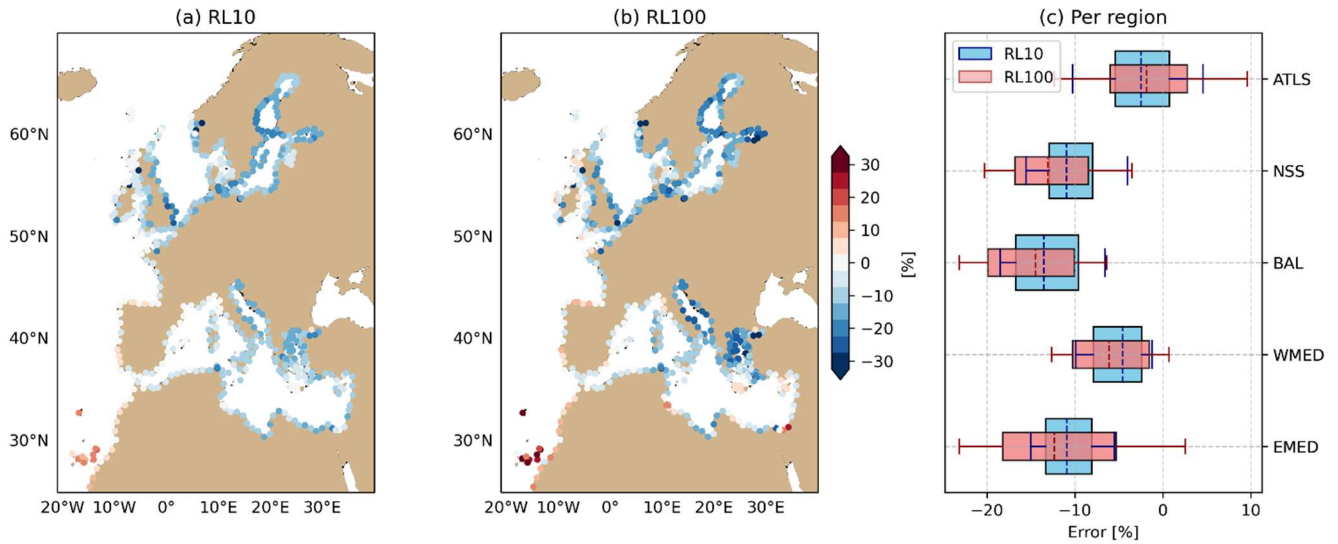 (a) RL10
(b) RL100
(c) Per region
60°N
50°N
40°N
30°N
20°W 10°W 0° 10°E 20°E 30°E
60°N
50°N
40°N
30°N
20°W 10°W 0° 10°E 20°E 30°E
30
20
10
0
−10
−20
−30
[%]
RL10
RL100
ATLS
NSS
BAL
WMED
EMED
−20 −10 0 10
Error [%]